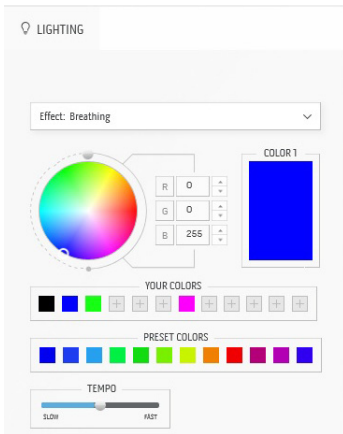 LIGHTING
Effect: Breathing
COLOR 1
R 0
G 0
B 255
YOUR COLORS
PRESET COLORS
TEMPO
SLOW FAST